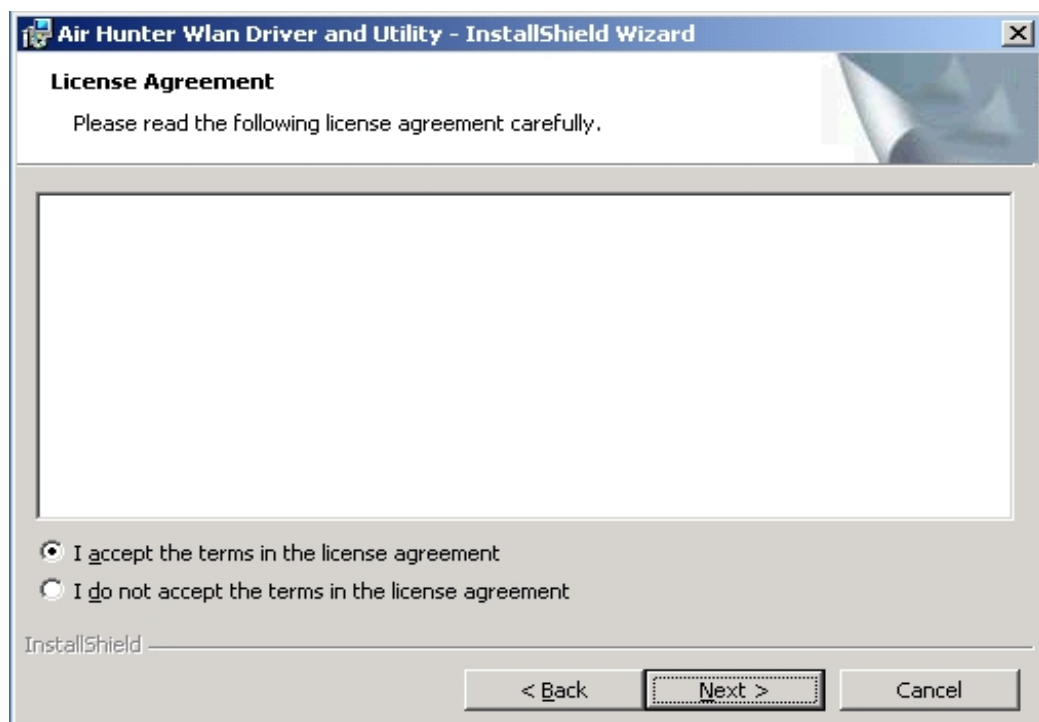 Air Hunter Wlan Driver and Utility - InstallShield Wizard
License Agreement
Please read the following license agreement carefully.
I accept the terms in the license agreement
I do not accept the terms in the license agreement
InstallShield
< Back Next > Cancel